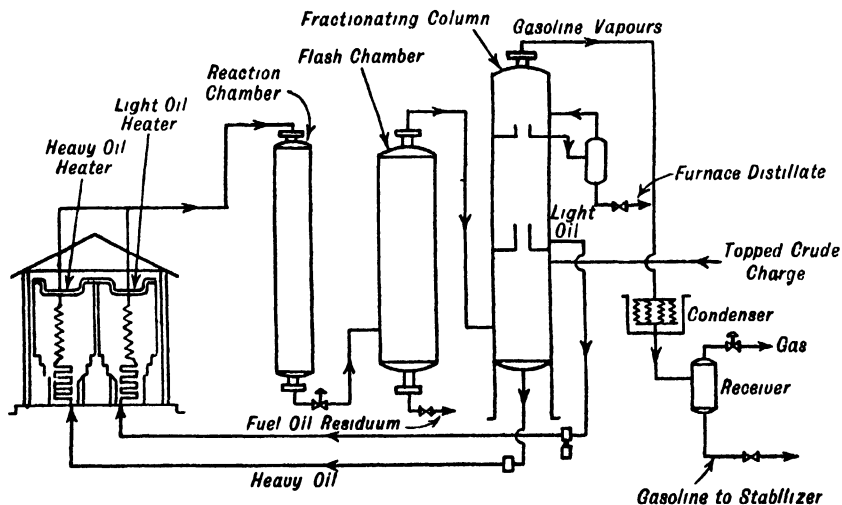 Fractionating Column
Gasoline Vapours
Flash Chamber
Reaction
Chamber
Light Oil
Heater
Heavy Oil
Heater
Furnace Distillate
Light
Oil
Topped Crude
Charge
Condenser
Gas
Receiver
Fuel Oil Residuum
Heavy Oil
Gasoline to Stabilizer